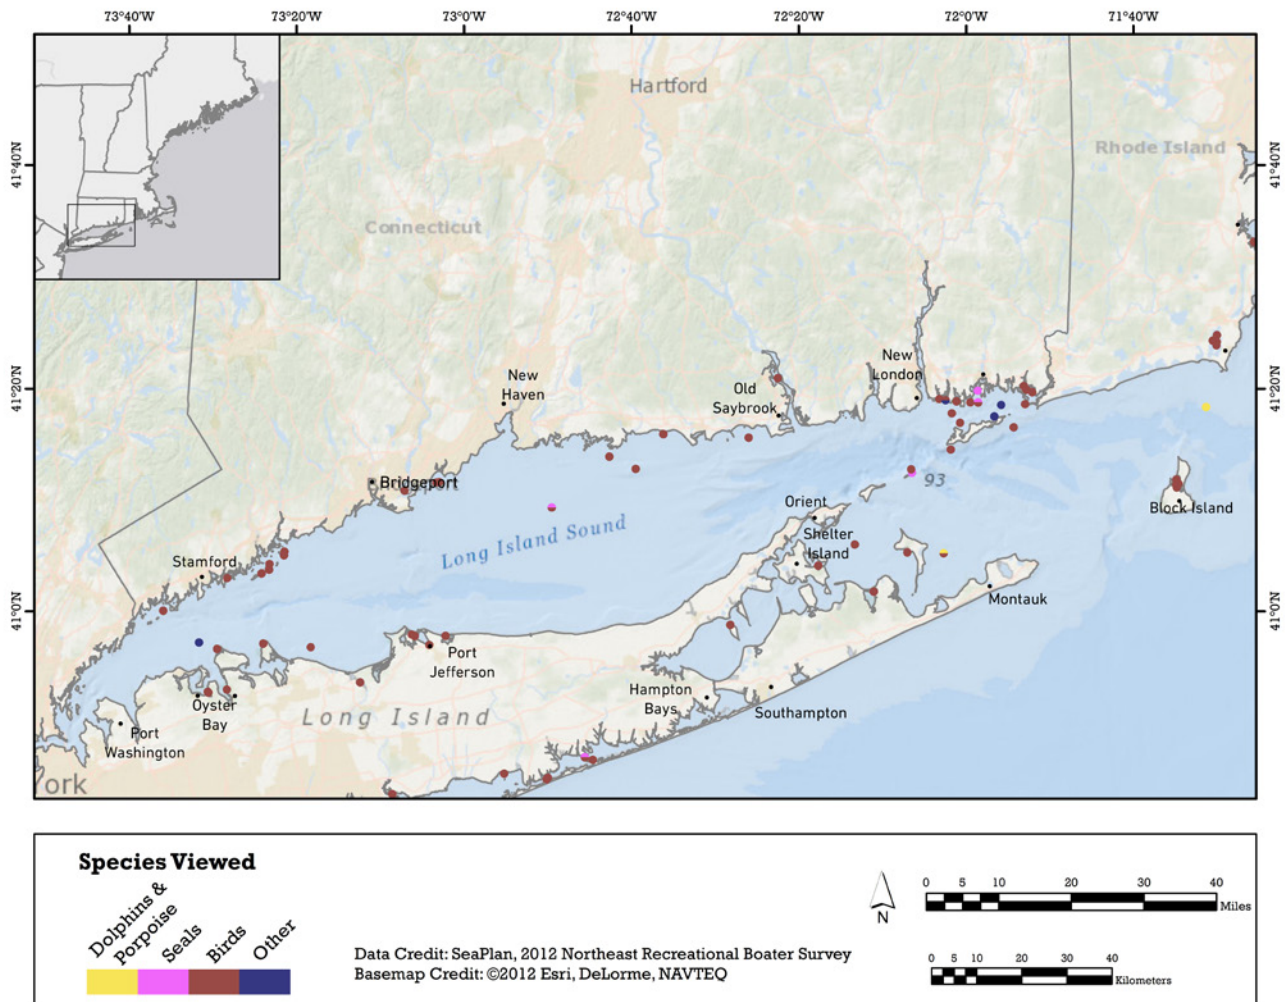 73°40'W 73°20'W 73°0'W 72°40'W 72°20'W 72°0'W 71°40'W
Hartford
41°40'N
Rhode Island
41°40'N
Connecticut
New
Haven
New
London
Old
Saybrook
41°20'N
41°20'N
Bridgeport
93
Orient
Block Island
Long Island Sound
Shelter
Island
Stamford
Montauk
41°0'N
41°0'N
Port
Jefferson
Hampton
Bays
Southampton
Oyster
Bay
Long Island
Port
Washington
York
Species Viewed
Dolphins &
Porpoise
Seals
Birds
Other
N
0 5 10 20 30 40
Miles
0 5 10 20 30 40
Kilometers
Data Credit: SeaPlan, 2012 Northeast Recreational Boater Survey
Basemap Credit: ©2012 Esri, DeLorme, NAVTEQ